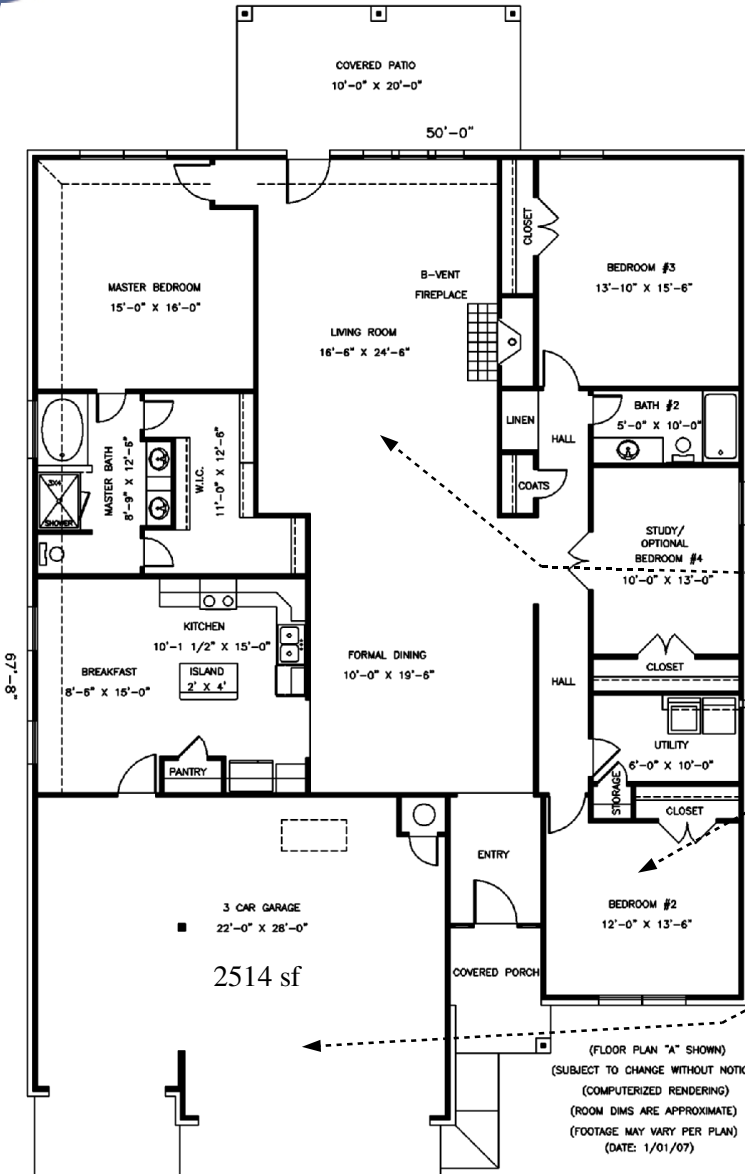 COVERED PATIO
10'-0" X 20'-0"
50'-0"
MASTER BEDROOM
15'-0" X 16'-0"
B-VENT
FIREPLACE
LIVING ROOM
16'-6" X 24'-6"
CLOSET
BEDROOM #3
13'-10" X 15'-6"
MASTER BATH
8'-9" X 12'-6"
3X4
SHOWER
W.I.C.
11'-0" X 12'-6"
LINEN
HALL
COATS
BATH #2
5'-0" X 10'-0"
STUDY/
OPTIONAL
BEDROOM #4
10'-0" X 13'-0"
CLOSET
67'-8"
KITCHEN
10'-1 1/2" X 15'-0"
BREAKFAST
8'-6" X 15'-0"
ISLAND
2' X 4'
PANTRY
FORMAL DINING
10'-0" X 19'-6"
HALL
UTILITY
6'-0" X 10'-0"
STORAGE
CLOSET
ENTRY
BEDROOM #2
12'-0" X 13'-6"
3 CAR GARAGE
22'-0" X 28'-0"
2514 sf
COVERED PORCH
(FLOOR PLAN "A" SHOWN)
(SUBJECT TO CHANGE WITHOUT NOTIC
(COMPUTERIZED RENDERING)
(ROOM DIMS ARE APPROXIMATE)
(FOOTAGE MAY VARY PER PLAN)
(DATE: 1/01/07)